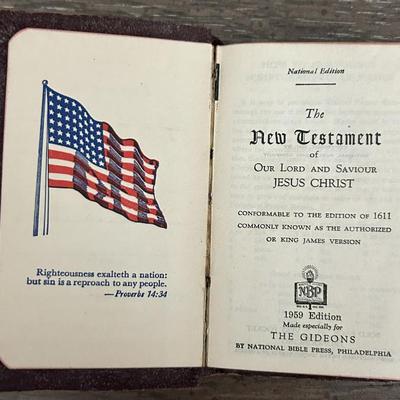 Righteousness exalteth a nation:
but sin is a reproach to any people.
—Proverbs 14:34
National Edition
The
New Testament
of
OUR LORD AND SAVIOUR
JESUS CHRIST
CONFORMABLE TO THE EDITION OF 1611
COMMONLY KNOWN AS THE AUTHORIZED
OR KING JAMES VERSION
NBP
1959 Edition
Made especially for
THE GIDEONS
BY NATIONAL BIBLE PRESS, PHILADELPHIA